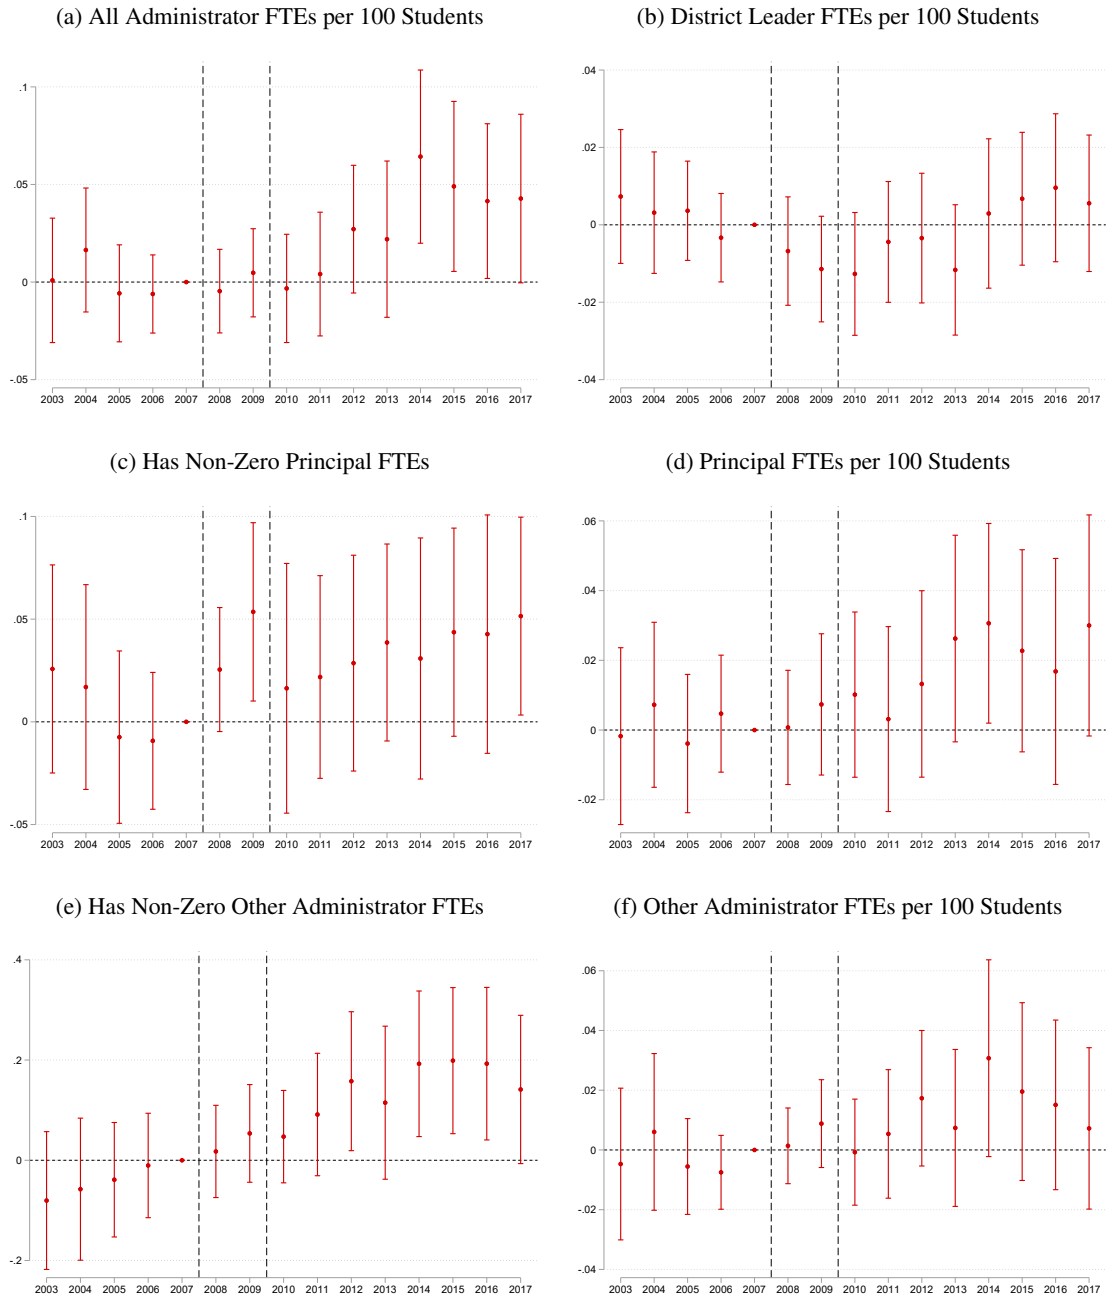 (a) All Administrator FTEs per 100 Students
.1
.05
0
-.05
2003 2004 2005 2006 2007 2008 2009 2010 2011 2012 2013 2014 2015 2016 2017
(b) District Leader FTEs per 100 Students
.04
.02
0
-.02
-.04
2003 2004 2005 2006 2007 2008 2009 2010 2011 2012 2013 2014 2015 2016 2017
(c) Has Non-Zero Principal FTEs
.1
.05
0
-.05
2003 2004 2005 2006 2007 2008 2009 2010 2011 2012 2013 2014 2015 2016 2017
(d) Principal FTEs per 100 Students
.06
.04
.02
0
-.02
2003 2004 2005 2006 2007 2008 2009 2010 2011 2012 2013 2014 2015 2016 2017
(e) Has Non-Zero Other Administrator FTEs
.4
.2
0
-.2
2003 2004 2005 2006 2007 2008 2009 2010 2011 2012 2013 2014 2015 2016 2017
(f) Other Administrator FTEs per 100 Students
.06
.04
.02
0
-.02
-.04
2003 2004 2005 2006 2007 2008 2009 2010 2011 2012 2013 2014 2015 2016 2017